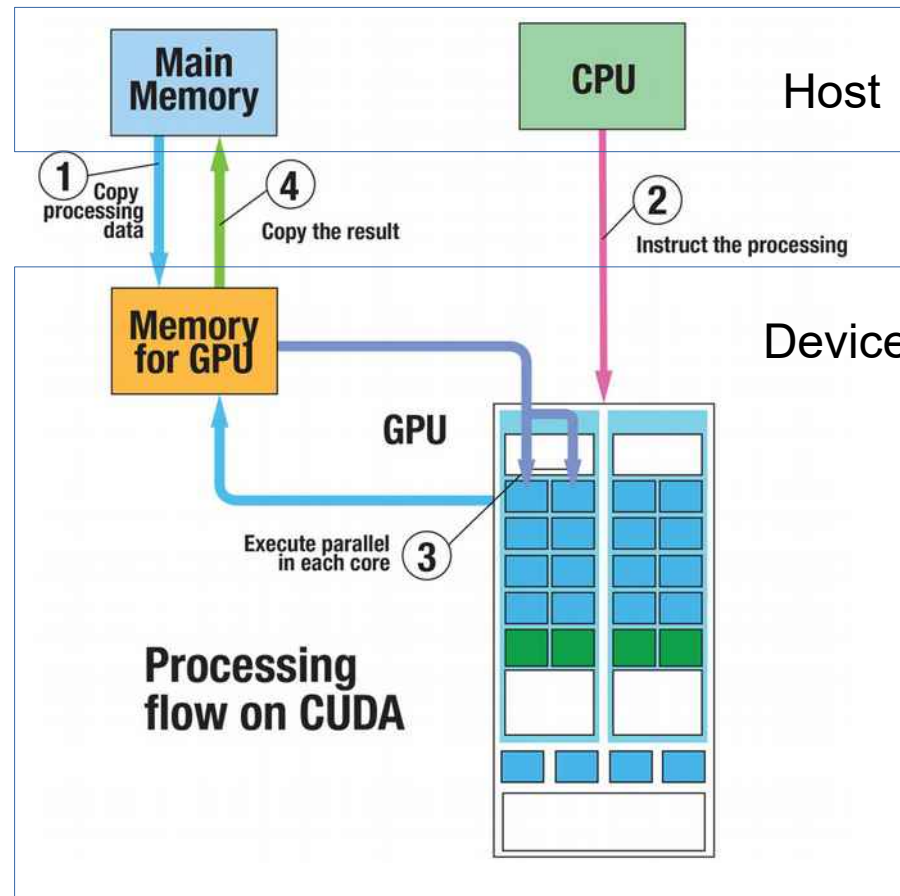 Main
Memory
CPU
Host
1
Copy
processing
data
4
Copy the result
2
Instruct the processing
Memory
for GPU
Device
GPU
Execute parallel
in each core
3
Processing
flow on CUDA